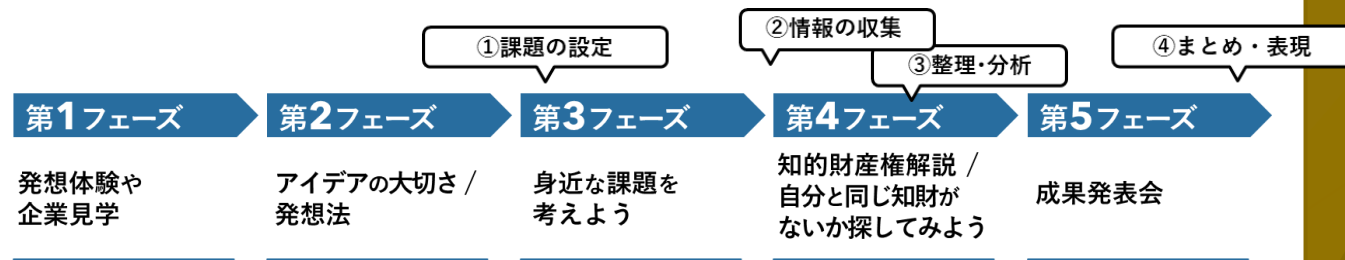 ①課題の設定
②情報の収集
③整理・分析
④まとめ・表現
第1フェーズ
第2フェーズ
第3フェーズ
第4フェーズ
第5フェーズ
発想体験や
企業見学
アイデアの大切さ /
発想法
身近な課題を
考えよう
知的財産権解説 /
自分と同じ知財が
ないか探してみよう
成果発表会